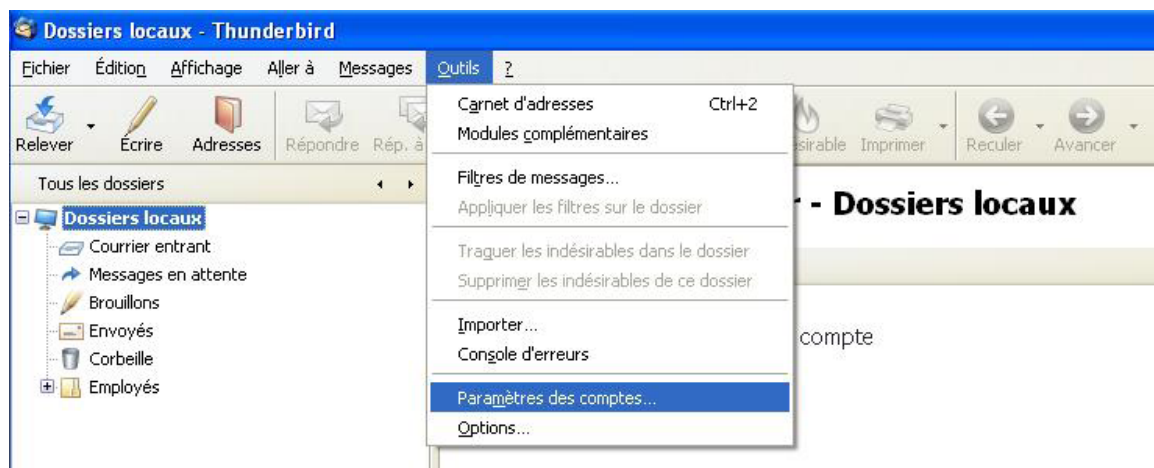 Dossiers locaux - Thunderbird
Fichier Édition Affichage Aller à Messages Outils ?
Relever Écrire Adresses Répondre Rép. à Imprimer Reculer Avancer
Carnet d'adresses Ctrl+2
Modules complémentaires
Filtres de messages...
Appliquer les filtres sur le dossier
Traquer les indésirables dans le dossier
Supprimer les indésirables de ce dossier
Importer...
Console d'erreurs
Paramètres des comptes...
Options...
Tous les dossiers
Dossiers locaux
Courrier entrant
Messages en attente
Brouillons
Envoyés
Corbeille
Employés
- Dossiers locaux
compte